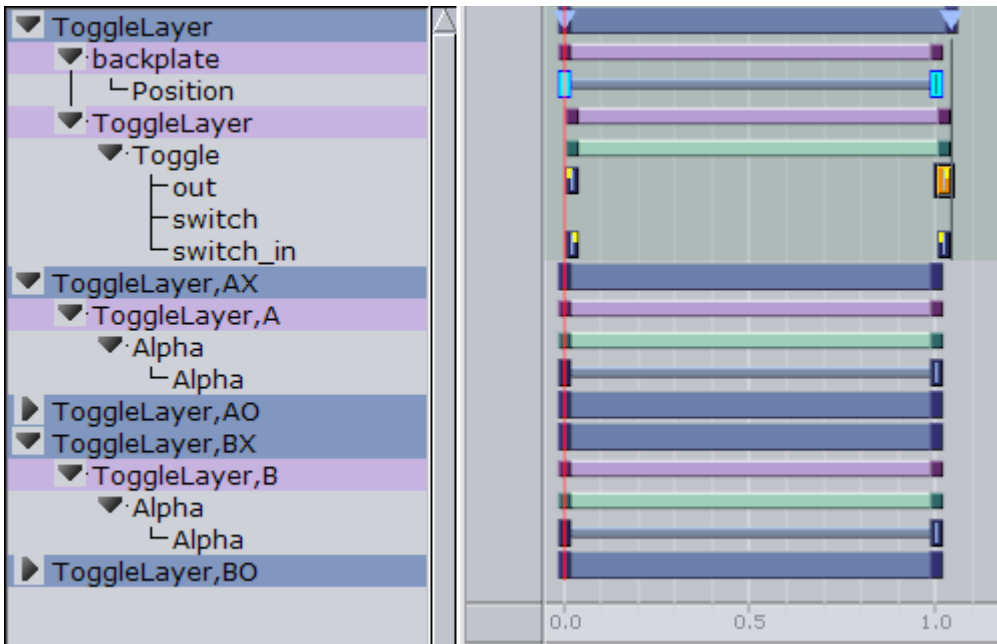 ToggleLayer
backplate
Position
ToggleLayer
Toggle
out
switch
switch_in
ToggleLayer,AX
ToggleLayer,A
Alpha
Alpha
ToggleLayer,AO
ToggleLayer,BX
ToggleLayer,B
Alpha
Alpha
ToggleLayer,BO
0.0 0.5 1.0